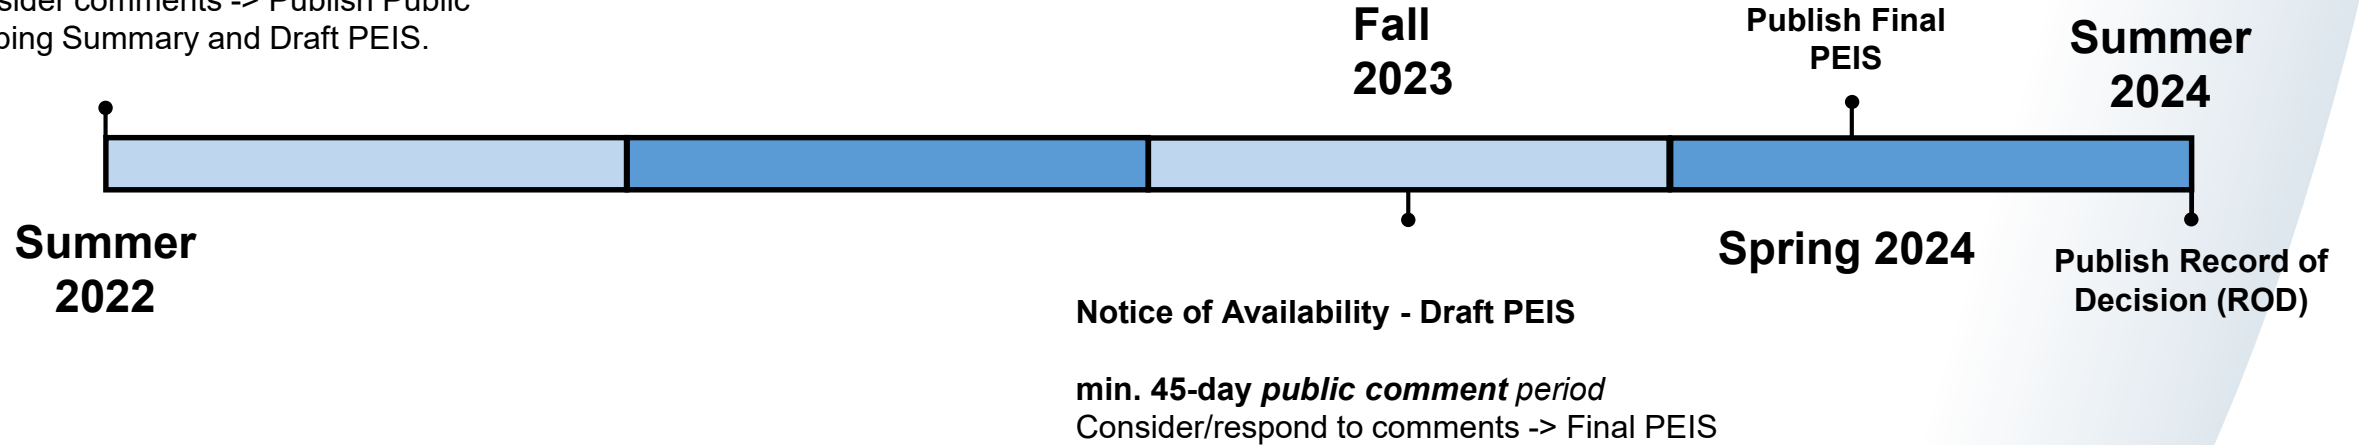 comments -> Publish Public
Summary and Draft PEIS.
Fall
2023
Publish Final
PEIS
Summer
2024
Summer
2022
Spring 2024
Publish Record of
Decision (ROD)
Notice of Availability - Draft PEIS
min. 45-day public comment period
Consider/respond to comments -> Final PEIS